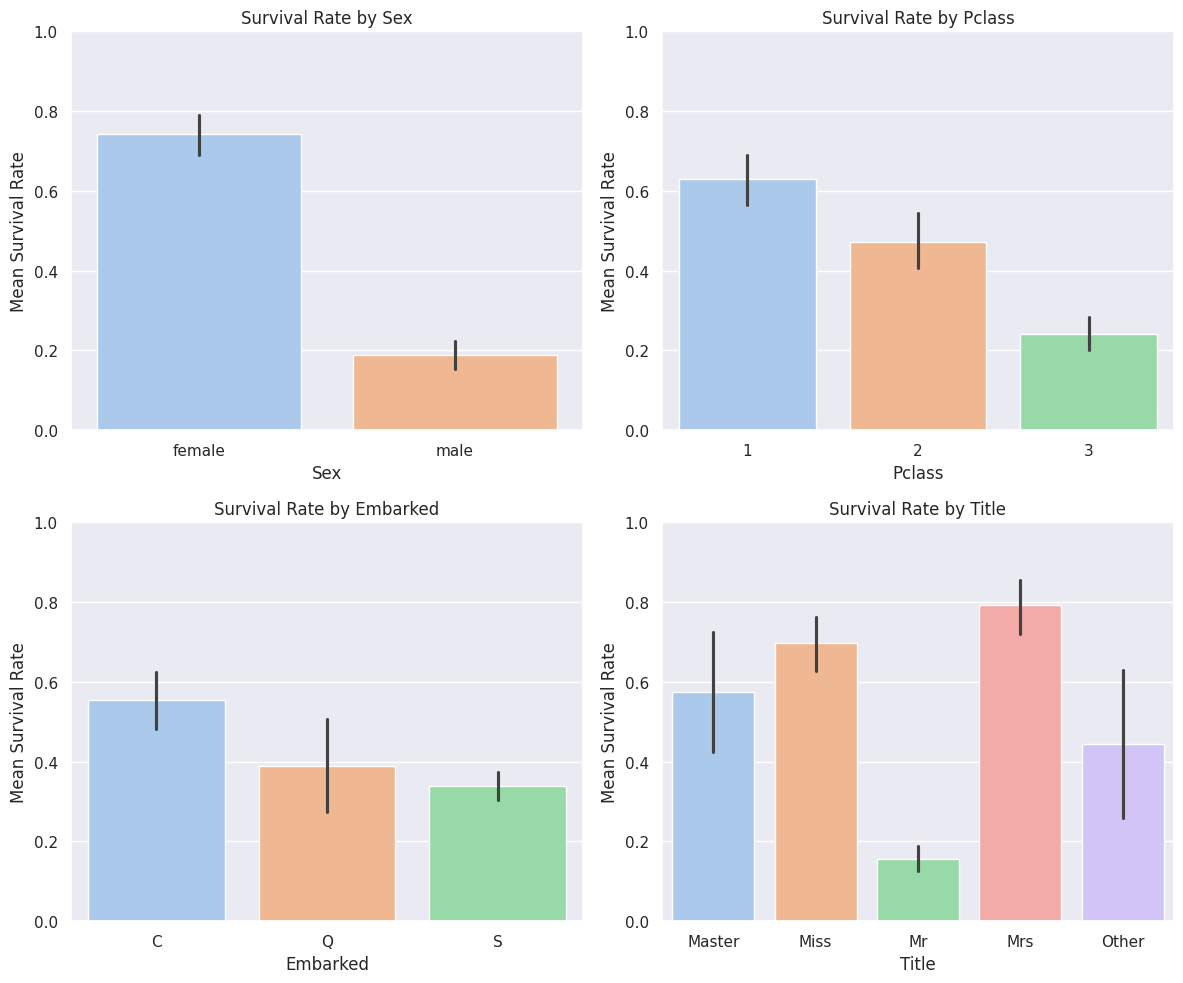 Survival Rate by Sex
1.0
0.8
0.6
0.4
0.2
0.0
Mean Survival Rate
female male
Sex
Survival Rate by Pclass
1.0
0.8
0.6
0.4
0.2
0.0
Mean Survival Rate
1 2 3
Pclass
Survival Rate by Embarked
1.0
0.8
0.6
0.4
0.2
0.0
Mean Survival Rate
C Q S
Embarked
Survival Rate by Title
1.0
0.8
0.6
0.4
0.2
0.0
Mean Survival Rate
Master Miss Mr Mrs Other
Title